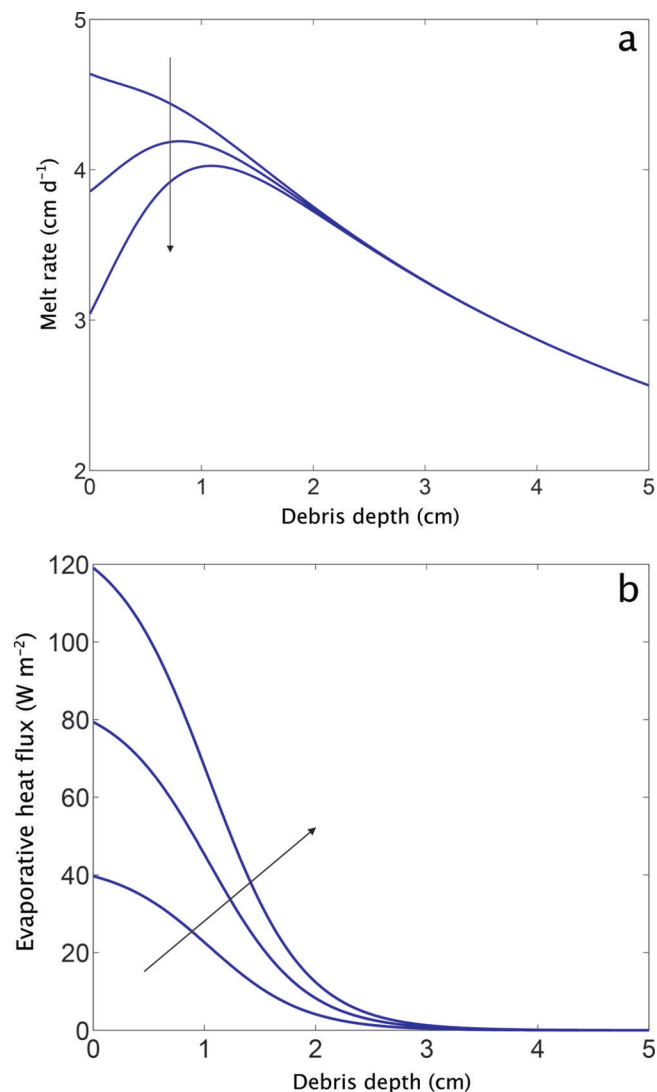 a
5
4
3
2
Melt rate (cm d⁻¹)
0 1 2 3 4 5
Debris depth (cm)
b
120
100
80
60
40
20
0
Evaporative heat flux (W m⁻²)
0 1 2 3 4 5
Debris depth (cm)